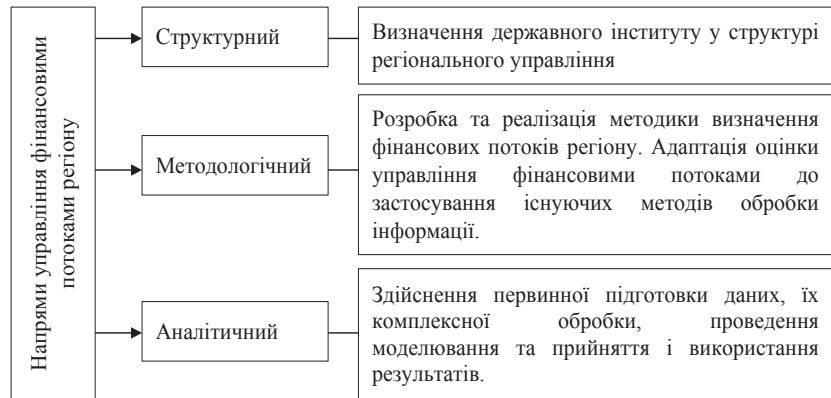 Напрями управління фінансовими
потоками регіону
Структурний
Визначення державного інституту у структурі
регіонального управління
Методологічний
Розробка та реалізація методики визначення
фінансових потоків регіону. Адаптація оцінки
управління фінансовими потоками до
застосування існуючих методів обробки
інформації.
Аналітичний
Здійснення первинної підготовки даних, їх
комплексної обробки, проведення
моделювання та прийняття і використання
результатів.